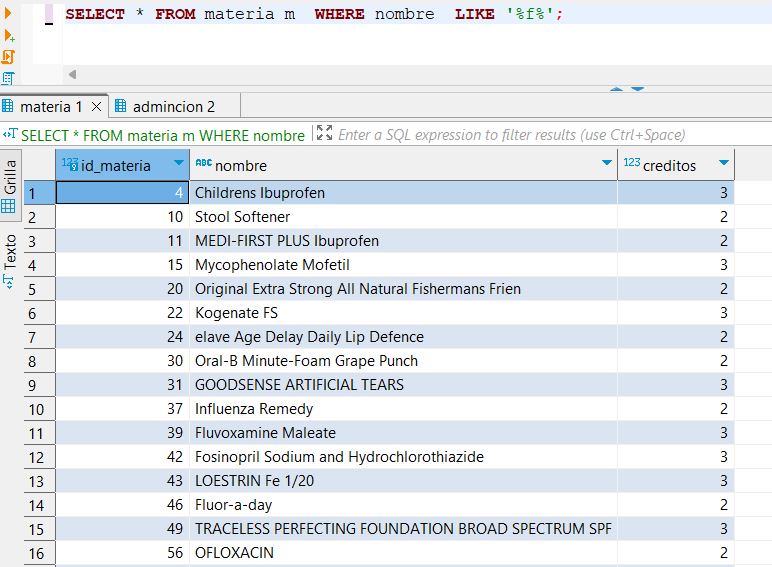 SELECT * FROM materia m  WHERE nombre  LIKE '%f%';
materia 1 admincion 2
SELECT * FROM materia m WHERE nombre Enter a SQL expression to filter results (use Ctrl+Space)
Grilla
Texto
123 id_materia ABC nombre 123 creditos
1 4 Childrens Ibuprofen 3
2 10 Stool Softener 2
3 11 MEDI-FIRST PLUS Ibuprofen 2
4 15 Mycophenolate Mofetil 3
5 20 Original Extra Strong All Natural Fishermans Frien 2
6 22 Kogenate FS 3
7 24 elave Age Delay Daily Lip Defence 2
8 30 Oral-B Minute-Foam Grape Punch 2
9 31 GOODSENSE ARTIFICIAL TEARS 3
10 37 Influenza Remedy 2
11 39 Fluvoxamine Maleate 3
12 42 Fosinopril Sodium and Hydrochlorothiazide 3
13 43 LOESTRIN Fe 1/20 3
14 46 Fluor-a-day 2
15 49 TRACELESS PERFECTING FOUNDATION BROAD SPECTRUM SPF 3
16 56 OFLOXACIN 2